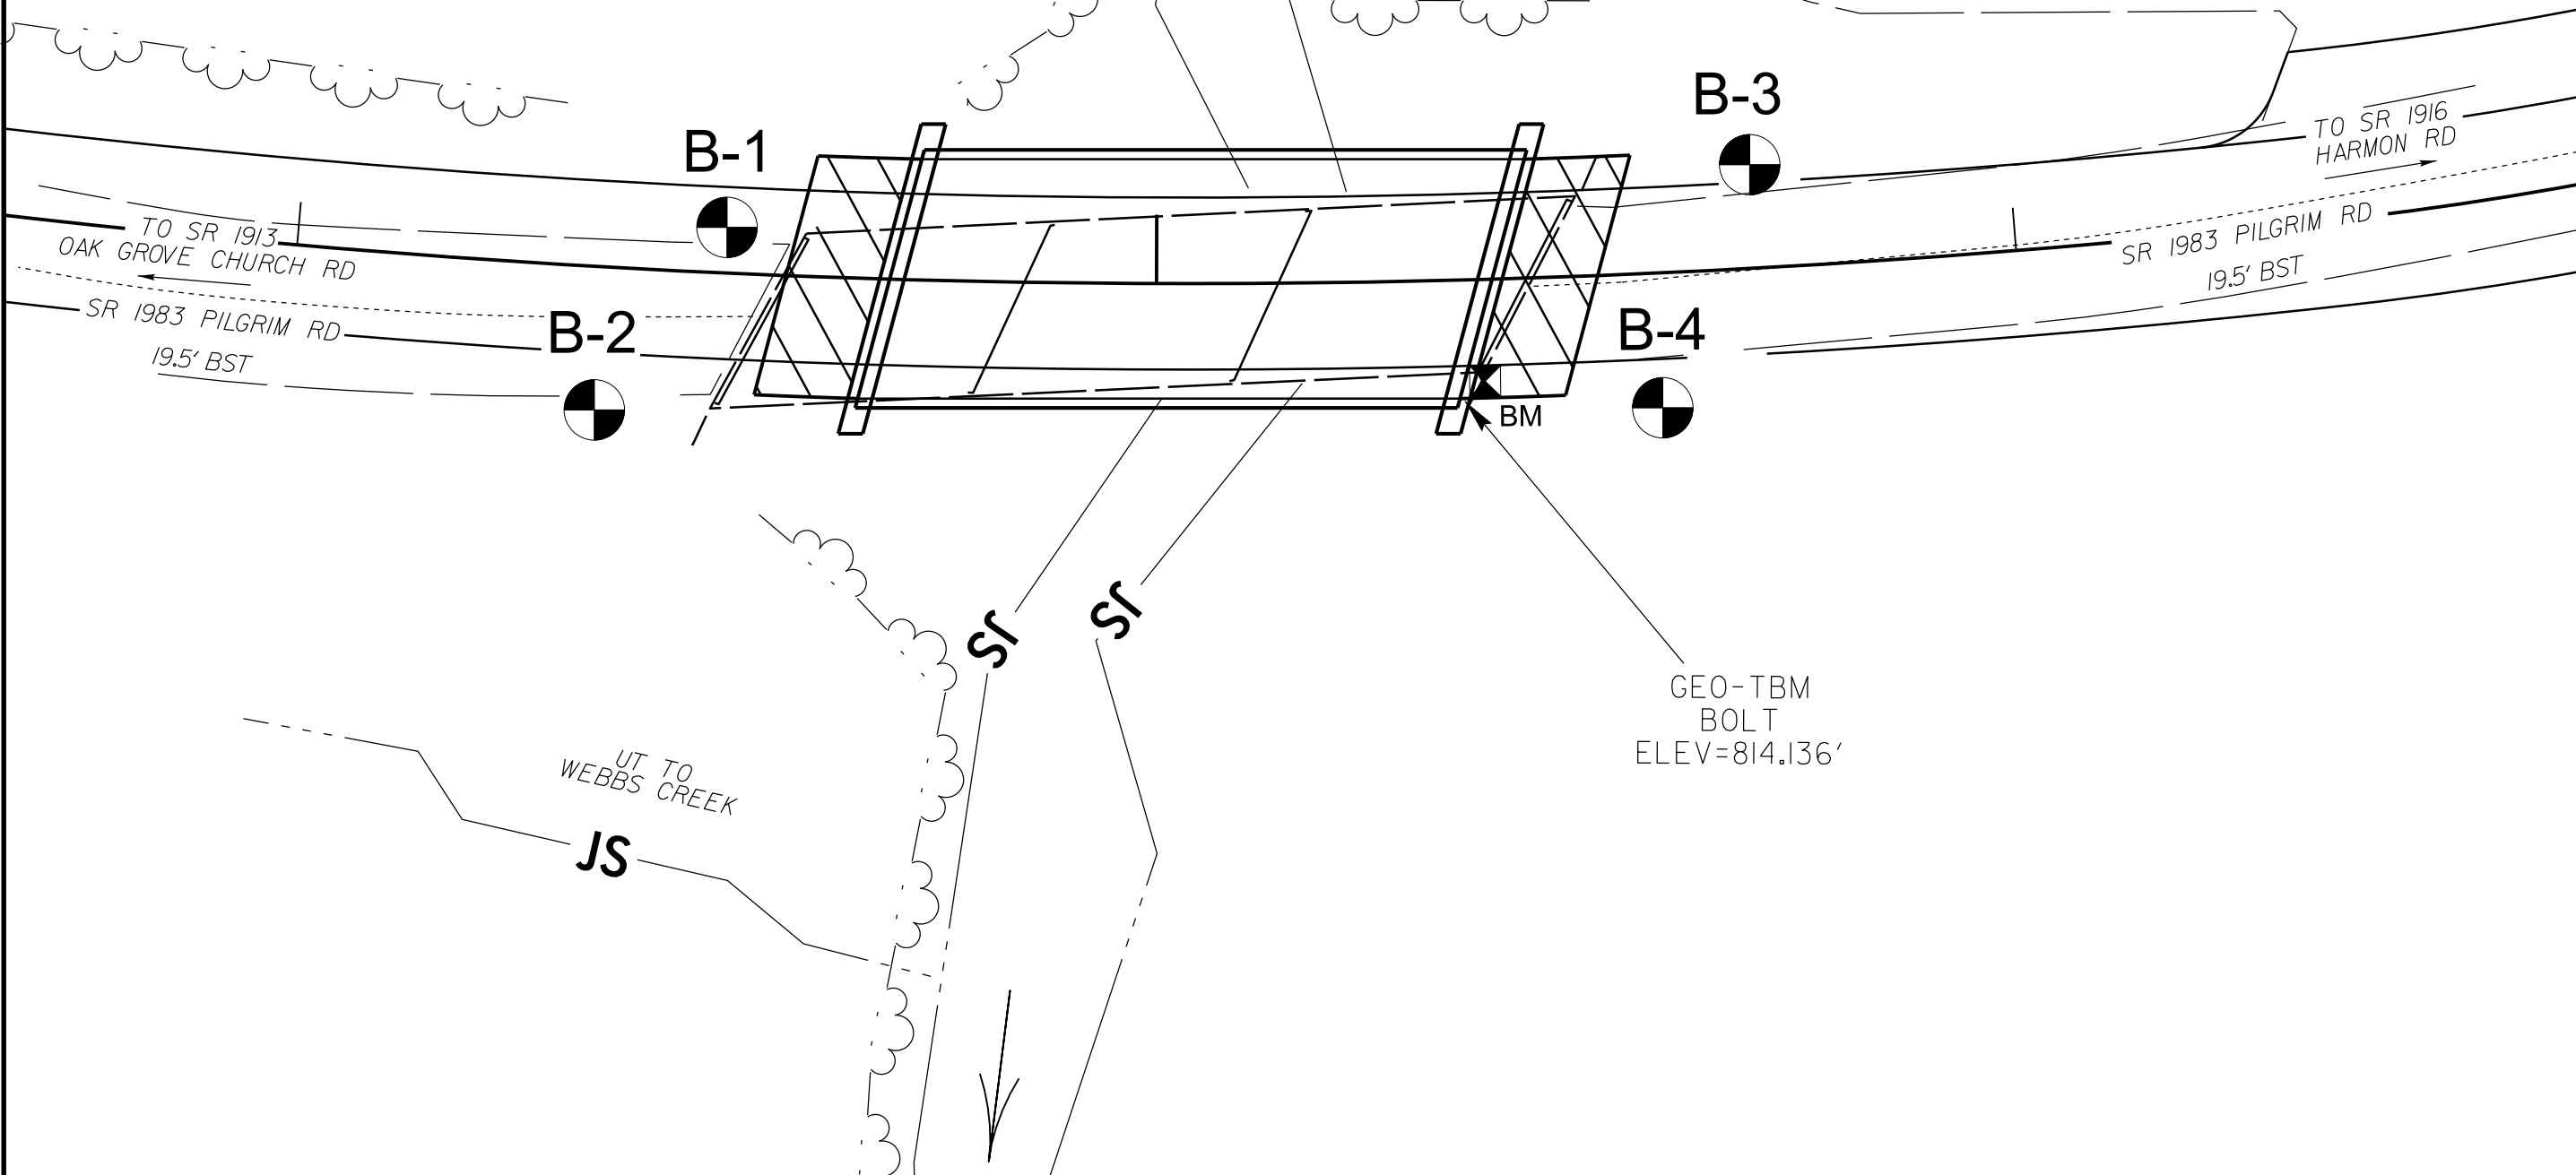 B-3
TO SR 1916
HARMON RD
B-1
TO SR 1913
OAK GROVE CHURCH RD
SR 1983 PILGRIM RD
19.5' BST
SR 1983 PILGRIM RD
19.5' BST
B-2
B-4
BM
JS
JS
GEO-TBM
BOLT
ELEV=814.136'
UT TO
WEBBS CREEK
JS